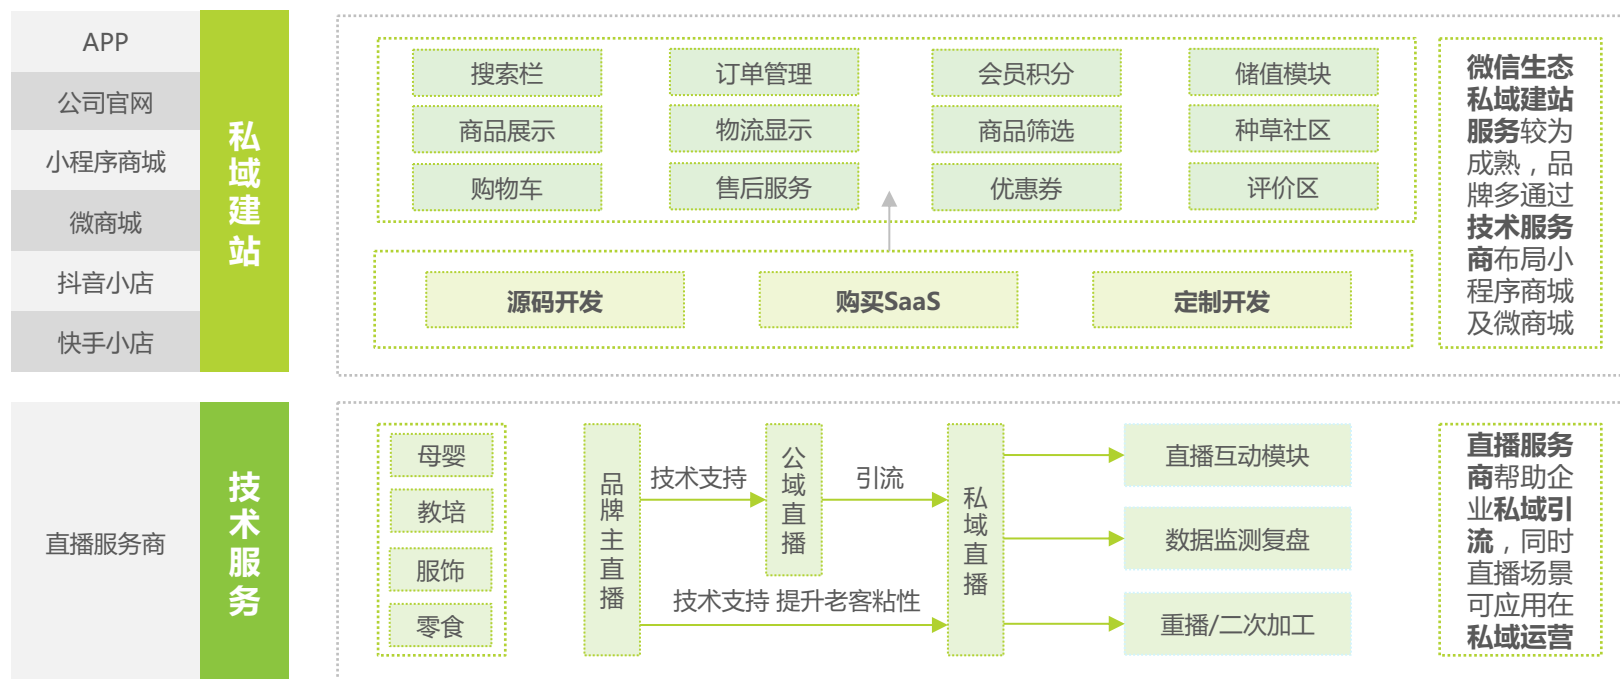 APP
公司官网
小程序商城
微商城
抖音小店
快手小店
私域建站
搜索栏
订单管理
会员积分
储值模块
商品展示
物流显示
商品筛选
种草社区
购物车
售后服务
优惠券
评价区
源码开发
购买SaaS
定制开发
微信生态
私域建站
服务较为
成熟，品
牌多通过
技术服务
商布局小
程序商城
及微商城
直播服务商
技术服务
母婴
教培
服饰
零食
品牌主直播
技术支持
公域直播
引流
技术支持 提升老客粘性
私域直播
直播互动模块
数据监测复盘
重播/二次加工
直播服务
商帮助企
业私域引
流，同时
直播场景
可应用在
私域运营